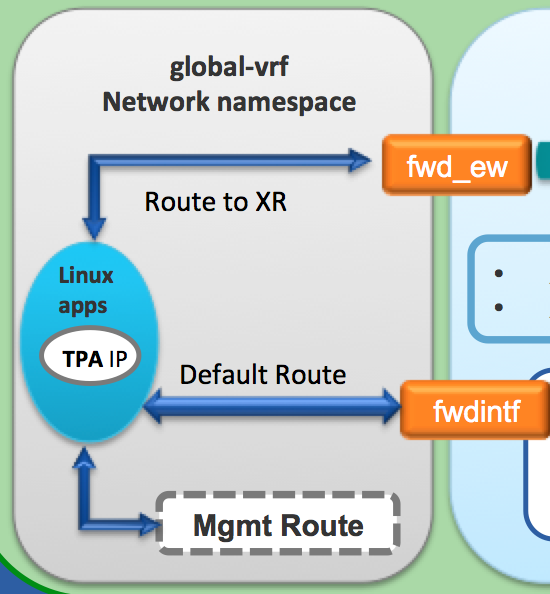 global-vrf
Network namespace
fwd_ew
Route to XR
Linux
apps
TPA IP
Default Route
fwdintf
Mgmt Route